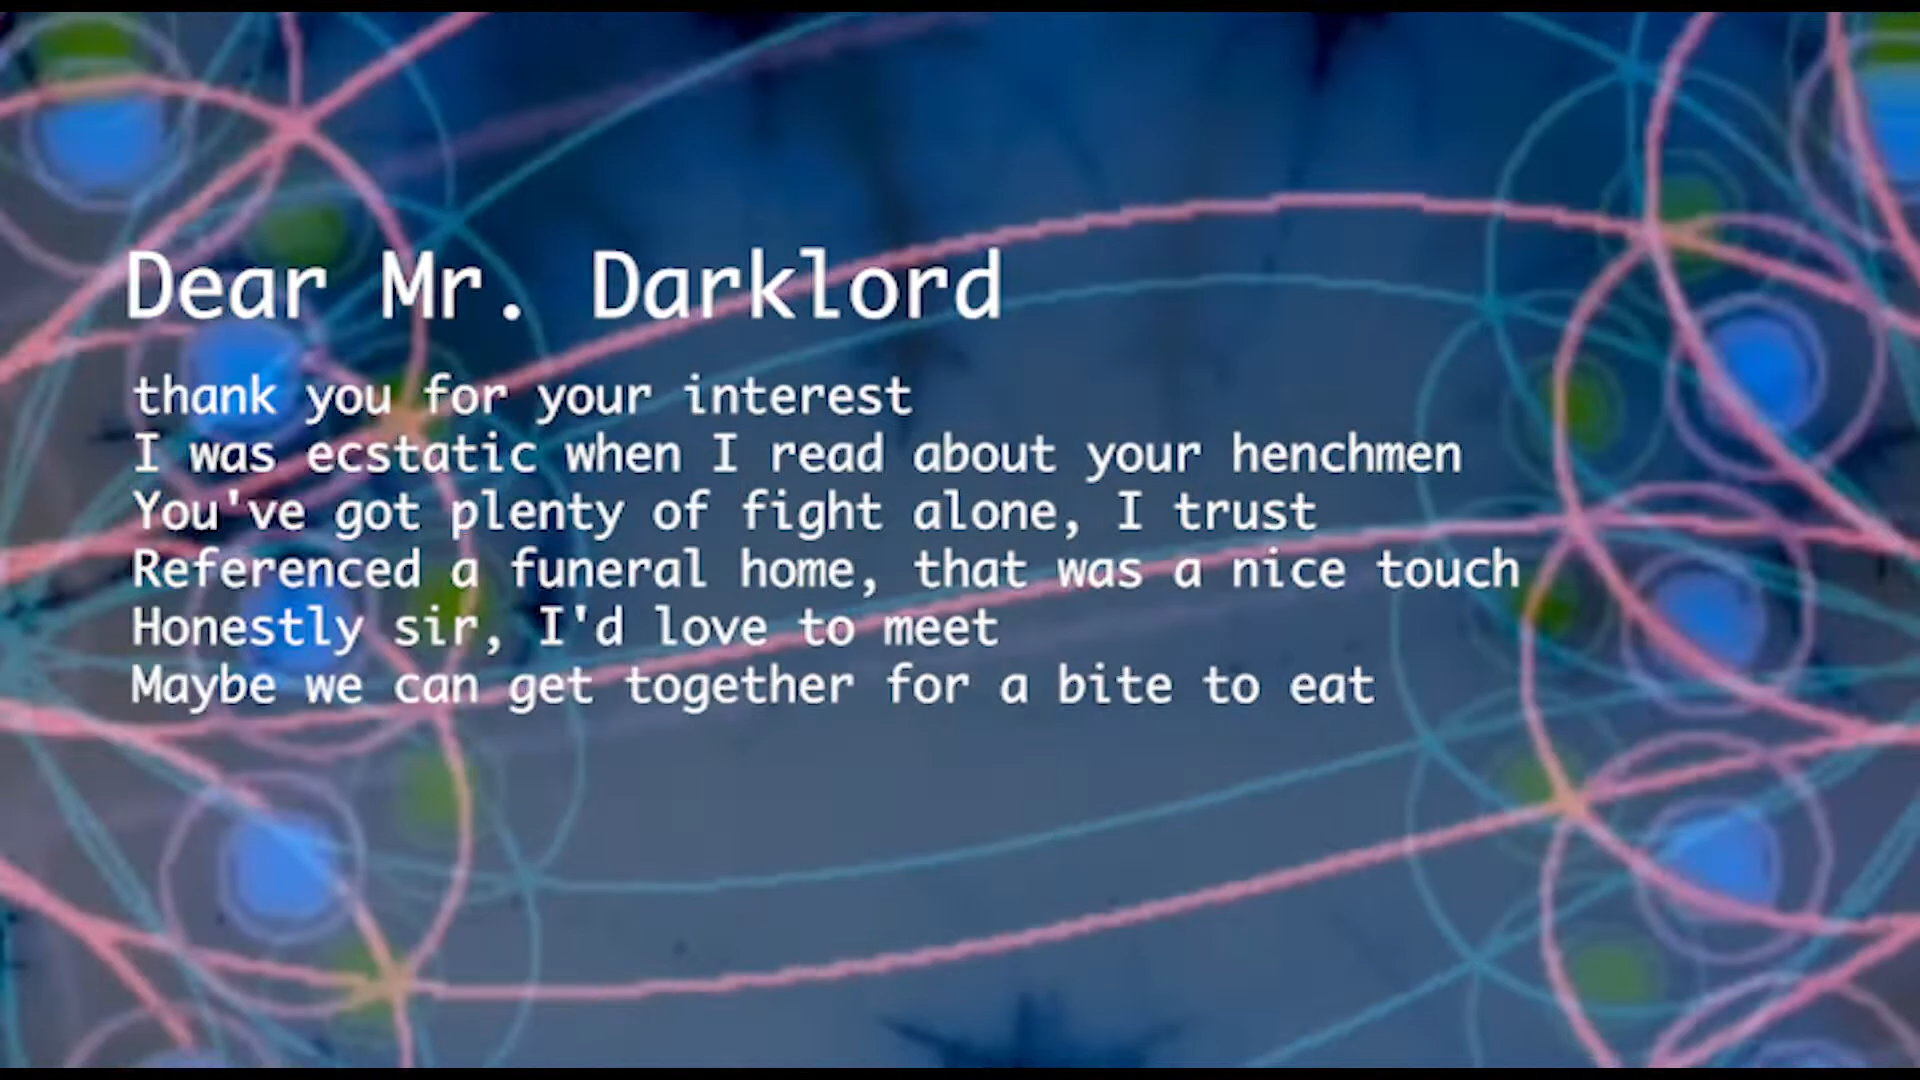 Dear Mr. Darklord
thank you for your interest
I was ecstatic when I read about your henchmen
You've got plenty of fight alone, I trust
Referenced a funeral home, that was a nice touch
Honestly sir, I'd love to meet
Maybe we can get together for a bite to eat